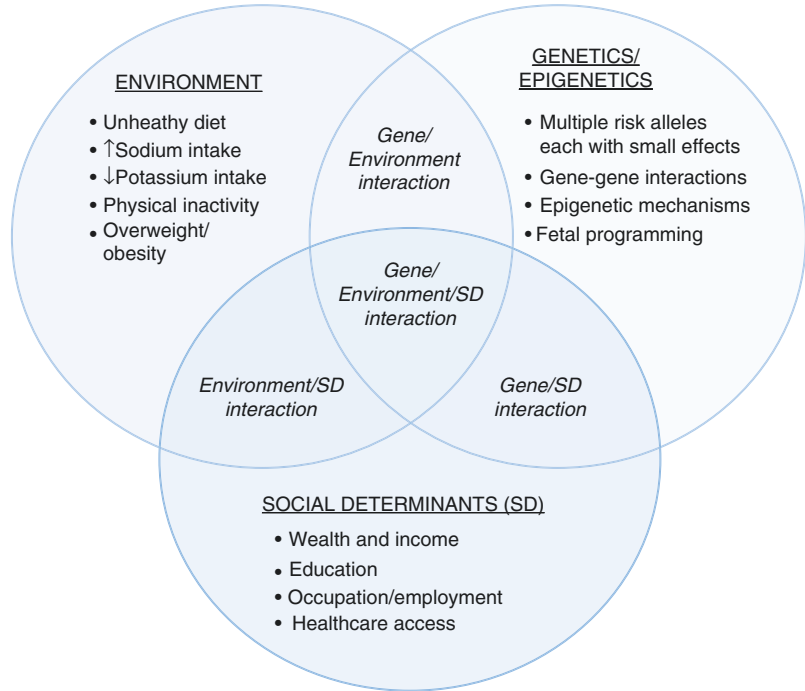 ENVIRONMENT
• Unheathy diet
• ↑Sodium intake
• ↓Potassium intake
• Physical inactivity
• Overweight/
obesity
Gene/
Environment
interaction
GENETICS/
EPIGENETICS
• Multiple risk alleles
each with small effects
• Gene-gene interactions
• Epigenetic mechanisms
• Fetal programming
Gene/
Environment/SD
interaction
Environment/SD
interaction
Gene/SD
interaction
SOCIAL DETERMINANTS (SD)
• Wealth and income
• Education
• Occupation/employment
• Healthcare access